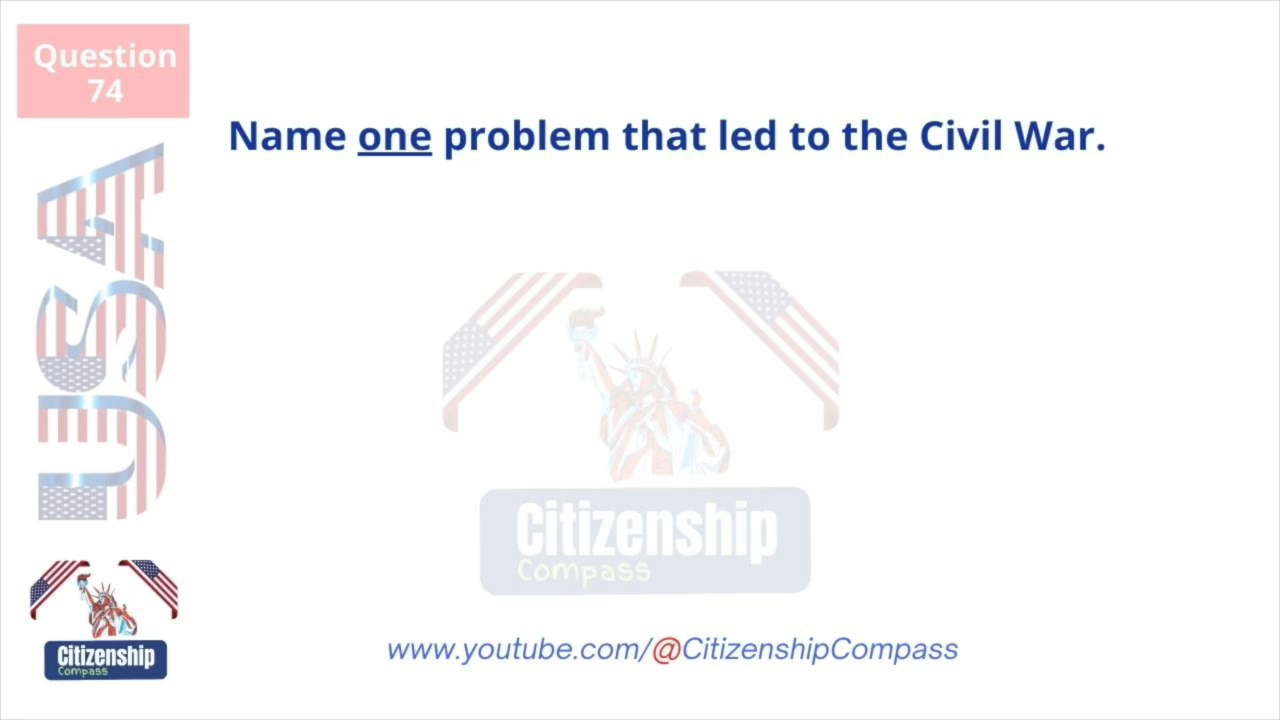 Question
74
Name one problem that led to the Civil War.
USA
Citizenship
Compass
Citizenship
Compass
www.youtube.com/@CitizenshipCompass